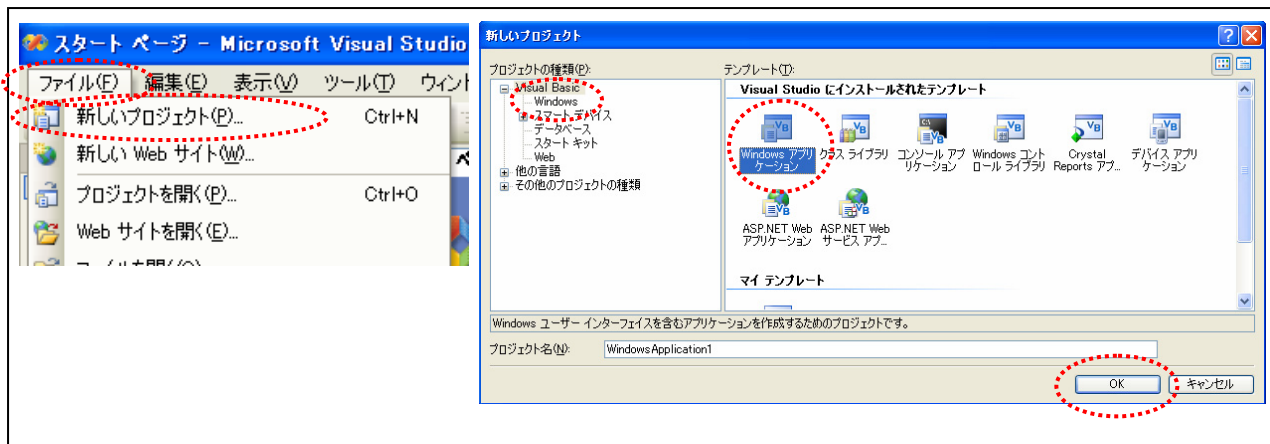 スタート ページ - Microsoft Visual Studio
ファイル(F) 編集(E) 表示(V) ツール(T)
新しいプロジェクト(P)... Ctrl+N
新しい Web サイト(W)...
プロジェクトを開く(P)... Ctrl+O
Web サイトを開く(E)...
新しいプロジェクト
プロジェクトの種類(P):
Visual Basic
Windows
スマート デバイス
データベース
スタート キット
Web
他の言語
その他のプロジェクトの種類
テンプレート(T):
Visual Studio にインストールされたテンプレート
Windows アプリケーション
クラス ライブラリ
コンソール アプリケーション
Windows コントロール ライブラリ
Crystal Reports アプ...
デバイス アプリケーション
ASP.NET Web アプリケーション
ASP.NET Web サービス アプ...
マイ テンプレート
Windows ユーザー インターフェイスを含むアプリケーションを作成するためのプロジェクトです。
プロジェクト名(N): WindowsApplication1
OK キャンセル